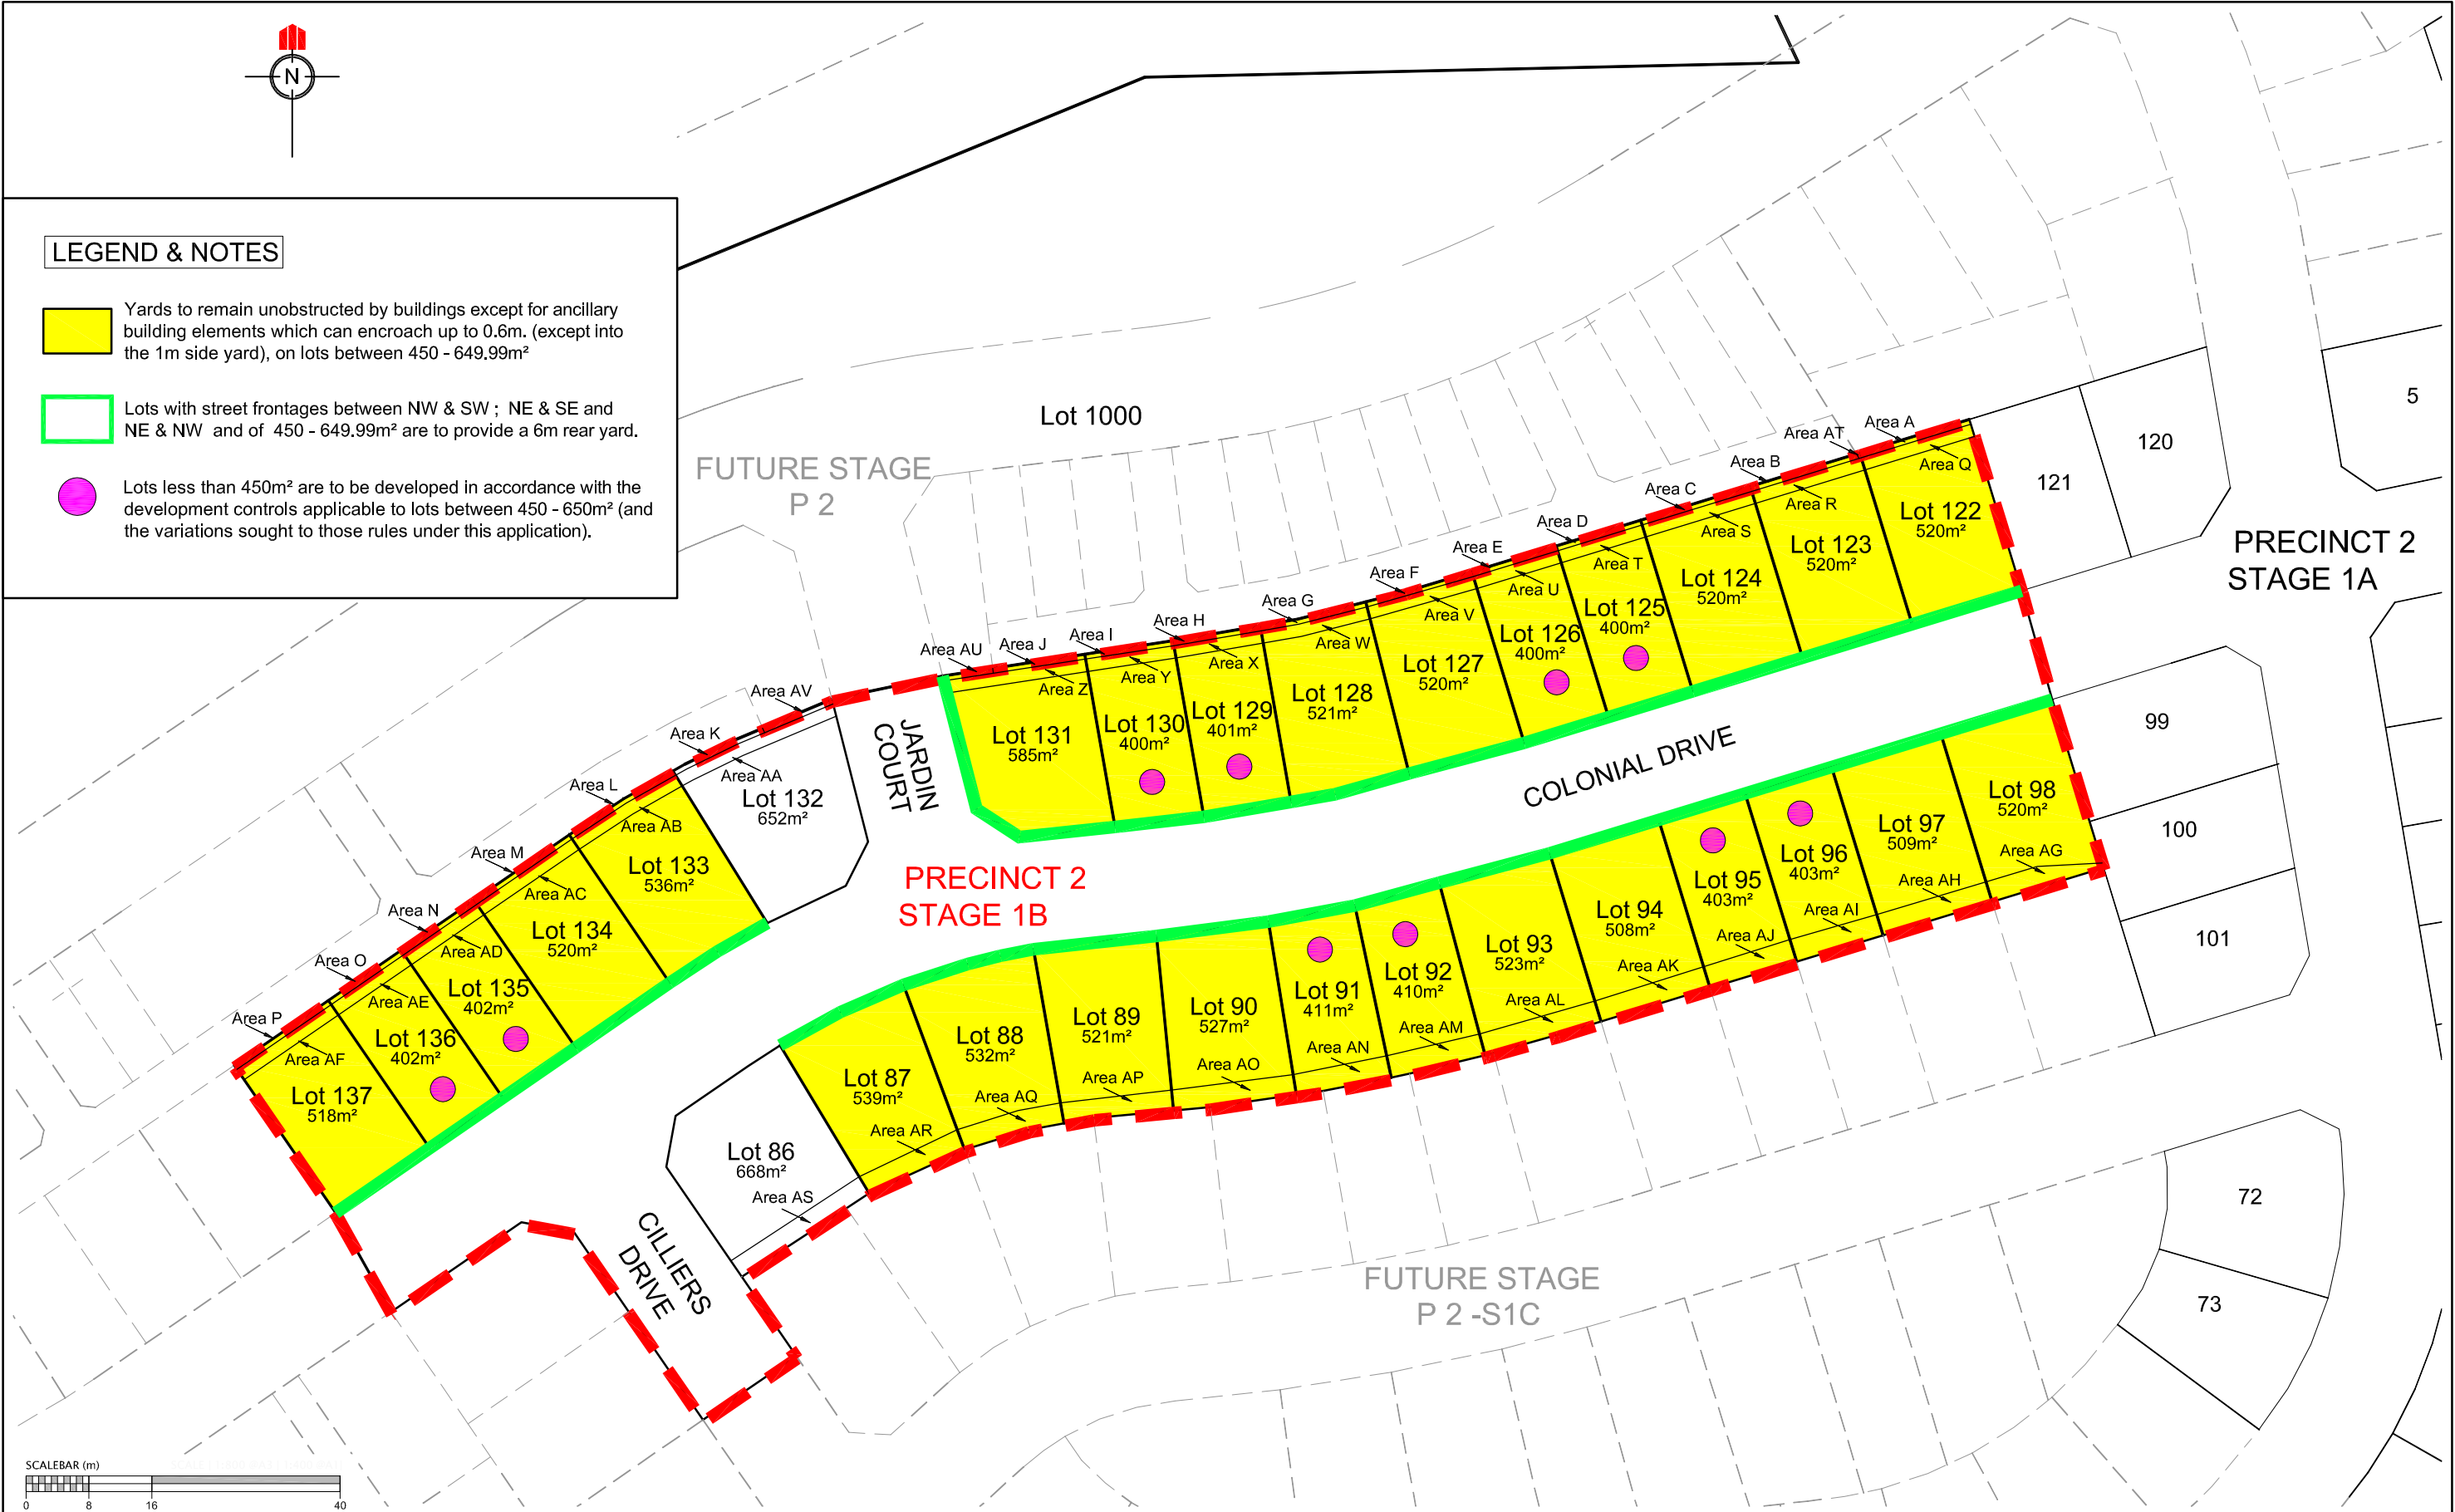 N
LEGEND & NOTES
Yards to remain unobstructed by buildings except for ancillary
building elements which can encroach up to 0.6m. (except into
the 1m side yard), on lots between 450 - 649.99m²
Lots with street frontages between NW & SW ; NE & SE and
NE & NW and of 450 - 649.99m² are to provide a 6m rear yard.
Lots less than 450m² are to be developed in accordance with the
development controls applicable to lots between 450 - 650m² (and
the variations sought to those rules under this application).
Lot 1000
FUTURE STAGE
P 2
5
120
121
PRECINCT 2
STAGE 1A
Area A
Area AT
Area B
Area C
Area D
Area E
Area F
Area G
Area H
Area I
Area J
Area AU
Area Q
Area R
Area S
Area T
Area U
Area V
Area W
Area X
Area Y
Area Z
Lot 122
520m²
Lot 123
520m²
Lot 124
520m²
Lot 125
400m²
Lot 126
400m²
Lot 127
520m²
Lot 128
521m²
Lot 129
401m²
Lot 130
400m²
Lot 131
585m²
JARDIN
COURT
COLONIAL DRIVE
Area AV
Area K
Area L
Area M
Area N
Area O
Area P
Area AA
Area AB
Area AC
Area AD
Area AE
Area AF
Lot 132
652m²
Lot 133
536m²
Lot 134
520m²
Lot 135
402m²
Lot 136
402m²
Lot 137
518m²
PRECINCT 2
STAGE 1B
99
100
101
Lot 98
520m²
Lot 97
509m²
Lot 96
403m²
Lot 95
403m²
Lot 94
508m²
Lot 93
523m²
Lot 92
410m²
Lot 91
411m²
Lot 90
527m²
Lot 89
521m²
Lot 88
532m²
Lot 87
539m²
Lot 86
668m²
Area AG
Area AH
Area AI
Area AJ
Area AK
Area AL
Area AM
Area AN
Area AO
Area AP
Area AQ
Area AR
Area AS
CILLIERS
DRIVE
FUTURE STAGE
P 2 -S1C
72
73
SCALEBAR (m)
0 8 16 40